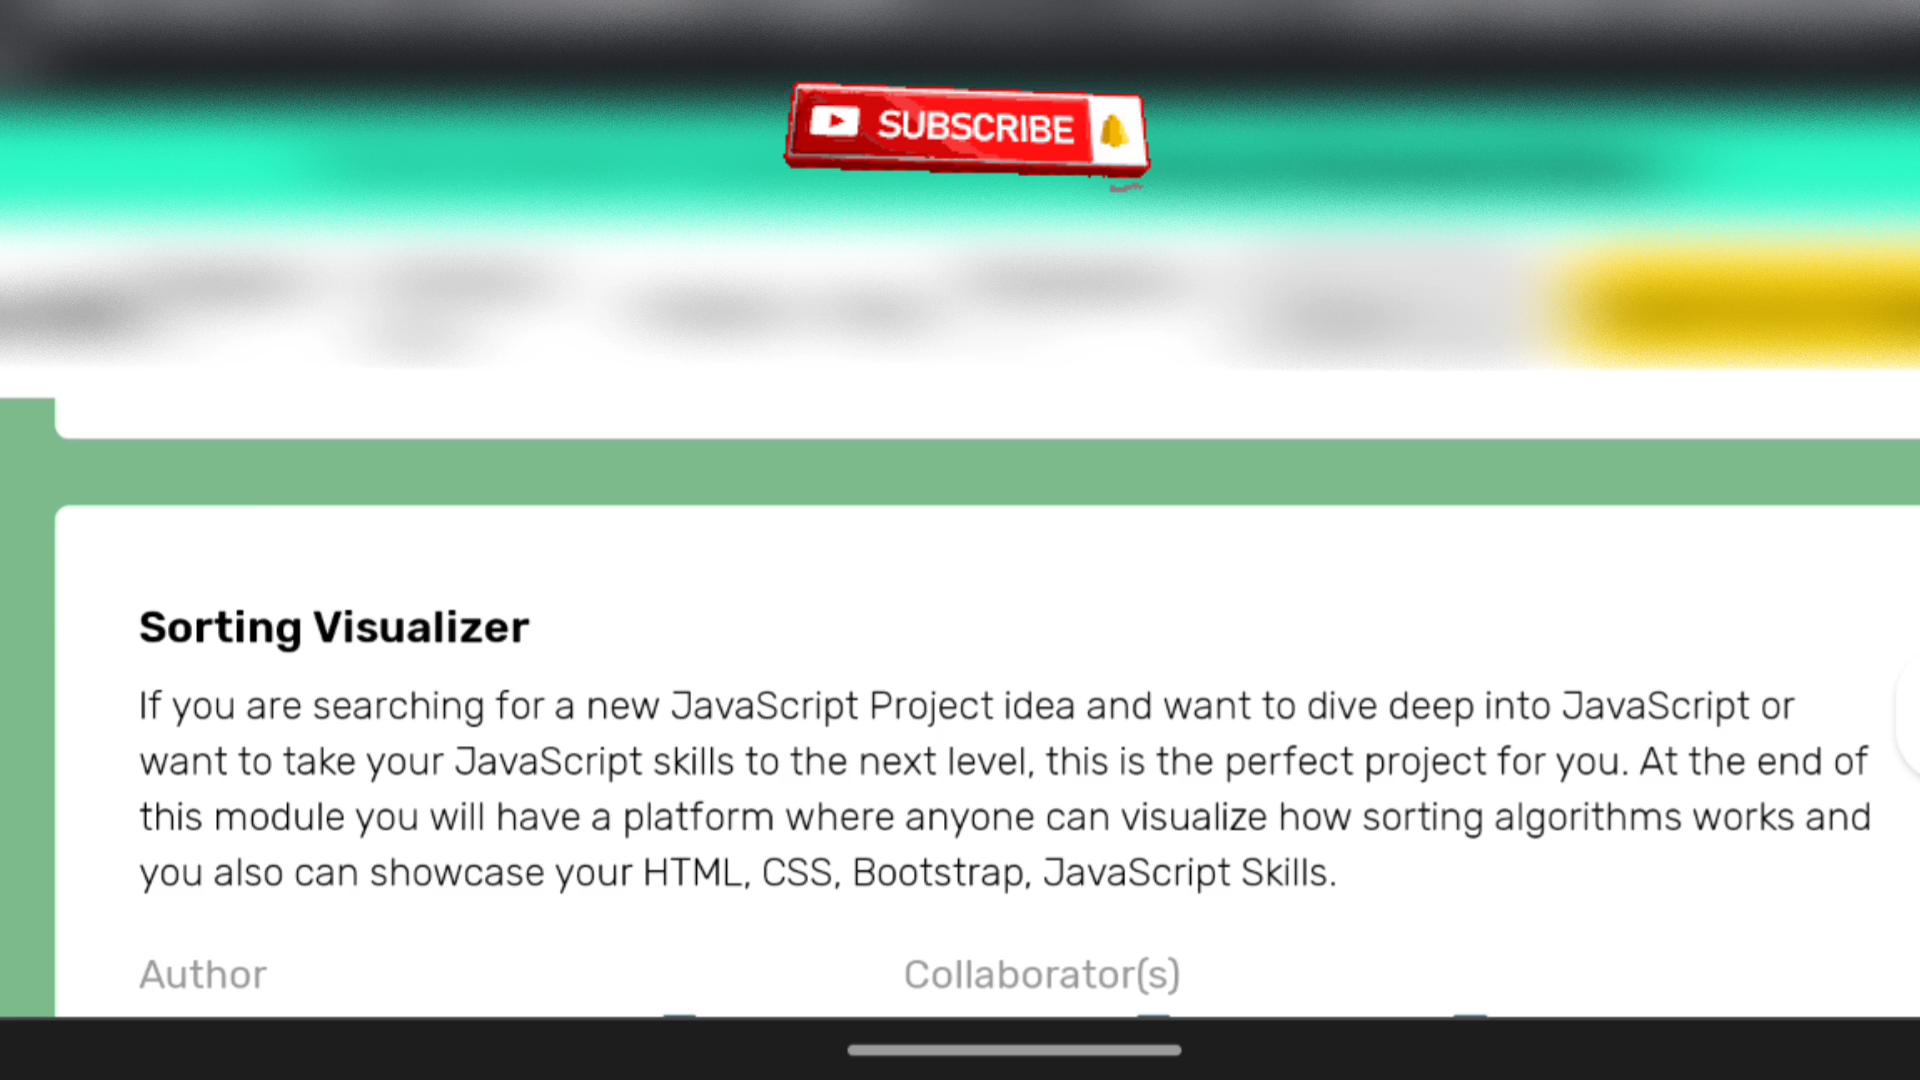 SUBSCRIBE
Sorting Visualizer
If you are searching for a new JavaScript Project idea and want to dive deep into JavaScript or
want to take your JavaScript skills to the next level, this is the perfect project for you. At the end of
this module you will have a platform where anyone can visualize how sorting algorithms works and
you also can showcase your HTML, CSS, Bootstrap, JavaScript Skills.
Author
Collaborator(s)